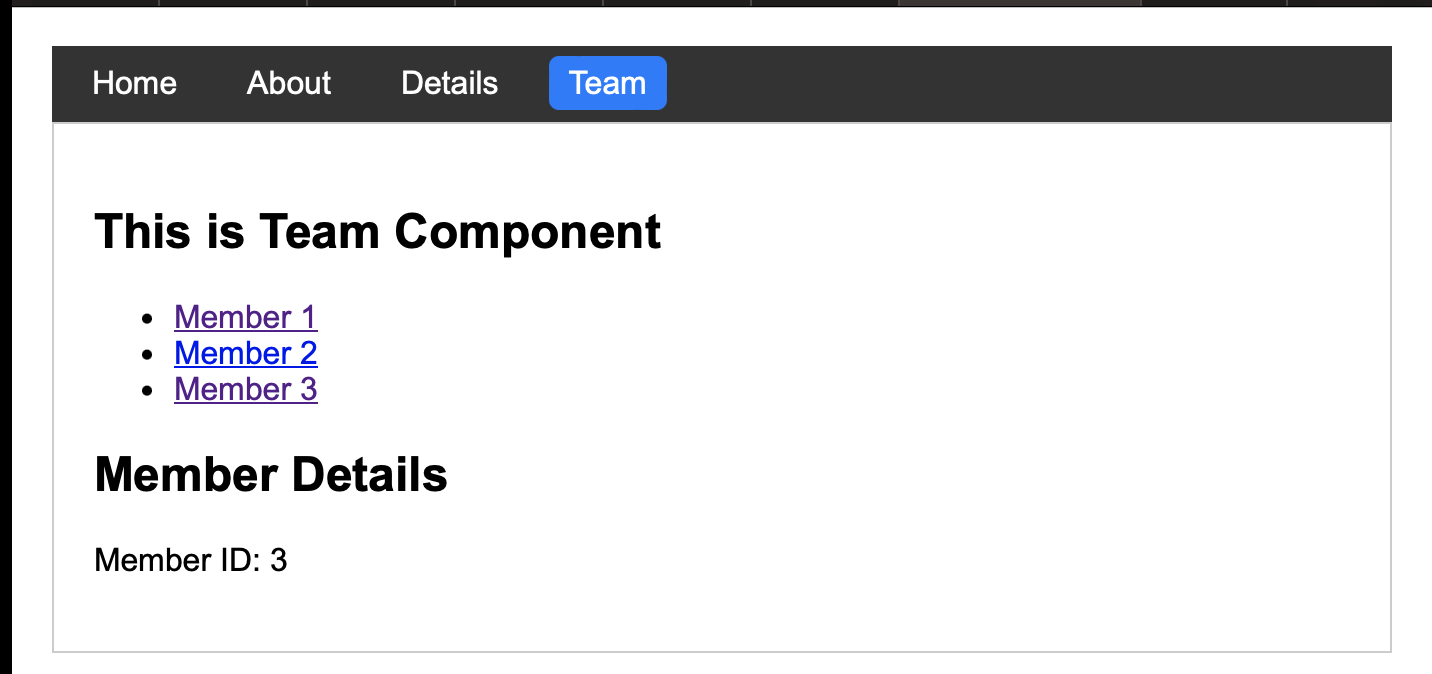 Home About Details Team
This is Team Component
Member 1
Member 2
Member 3
Member Details
Member ID: 3